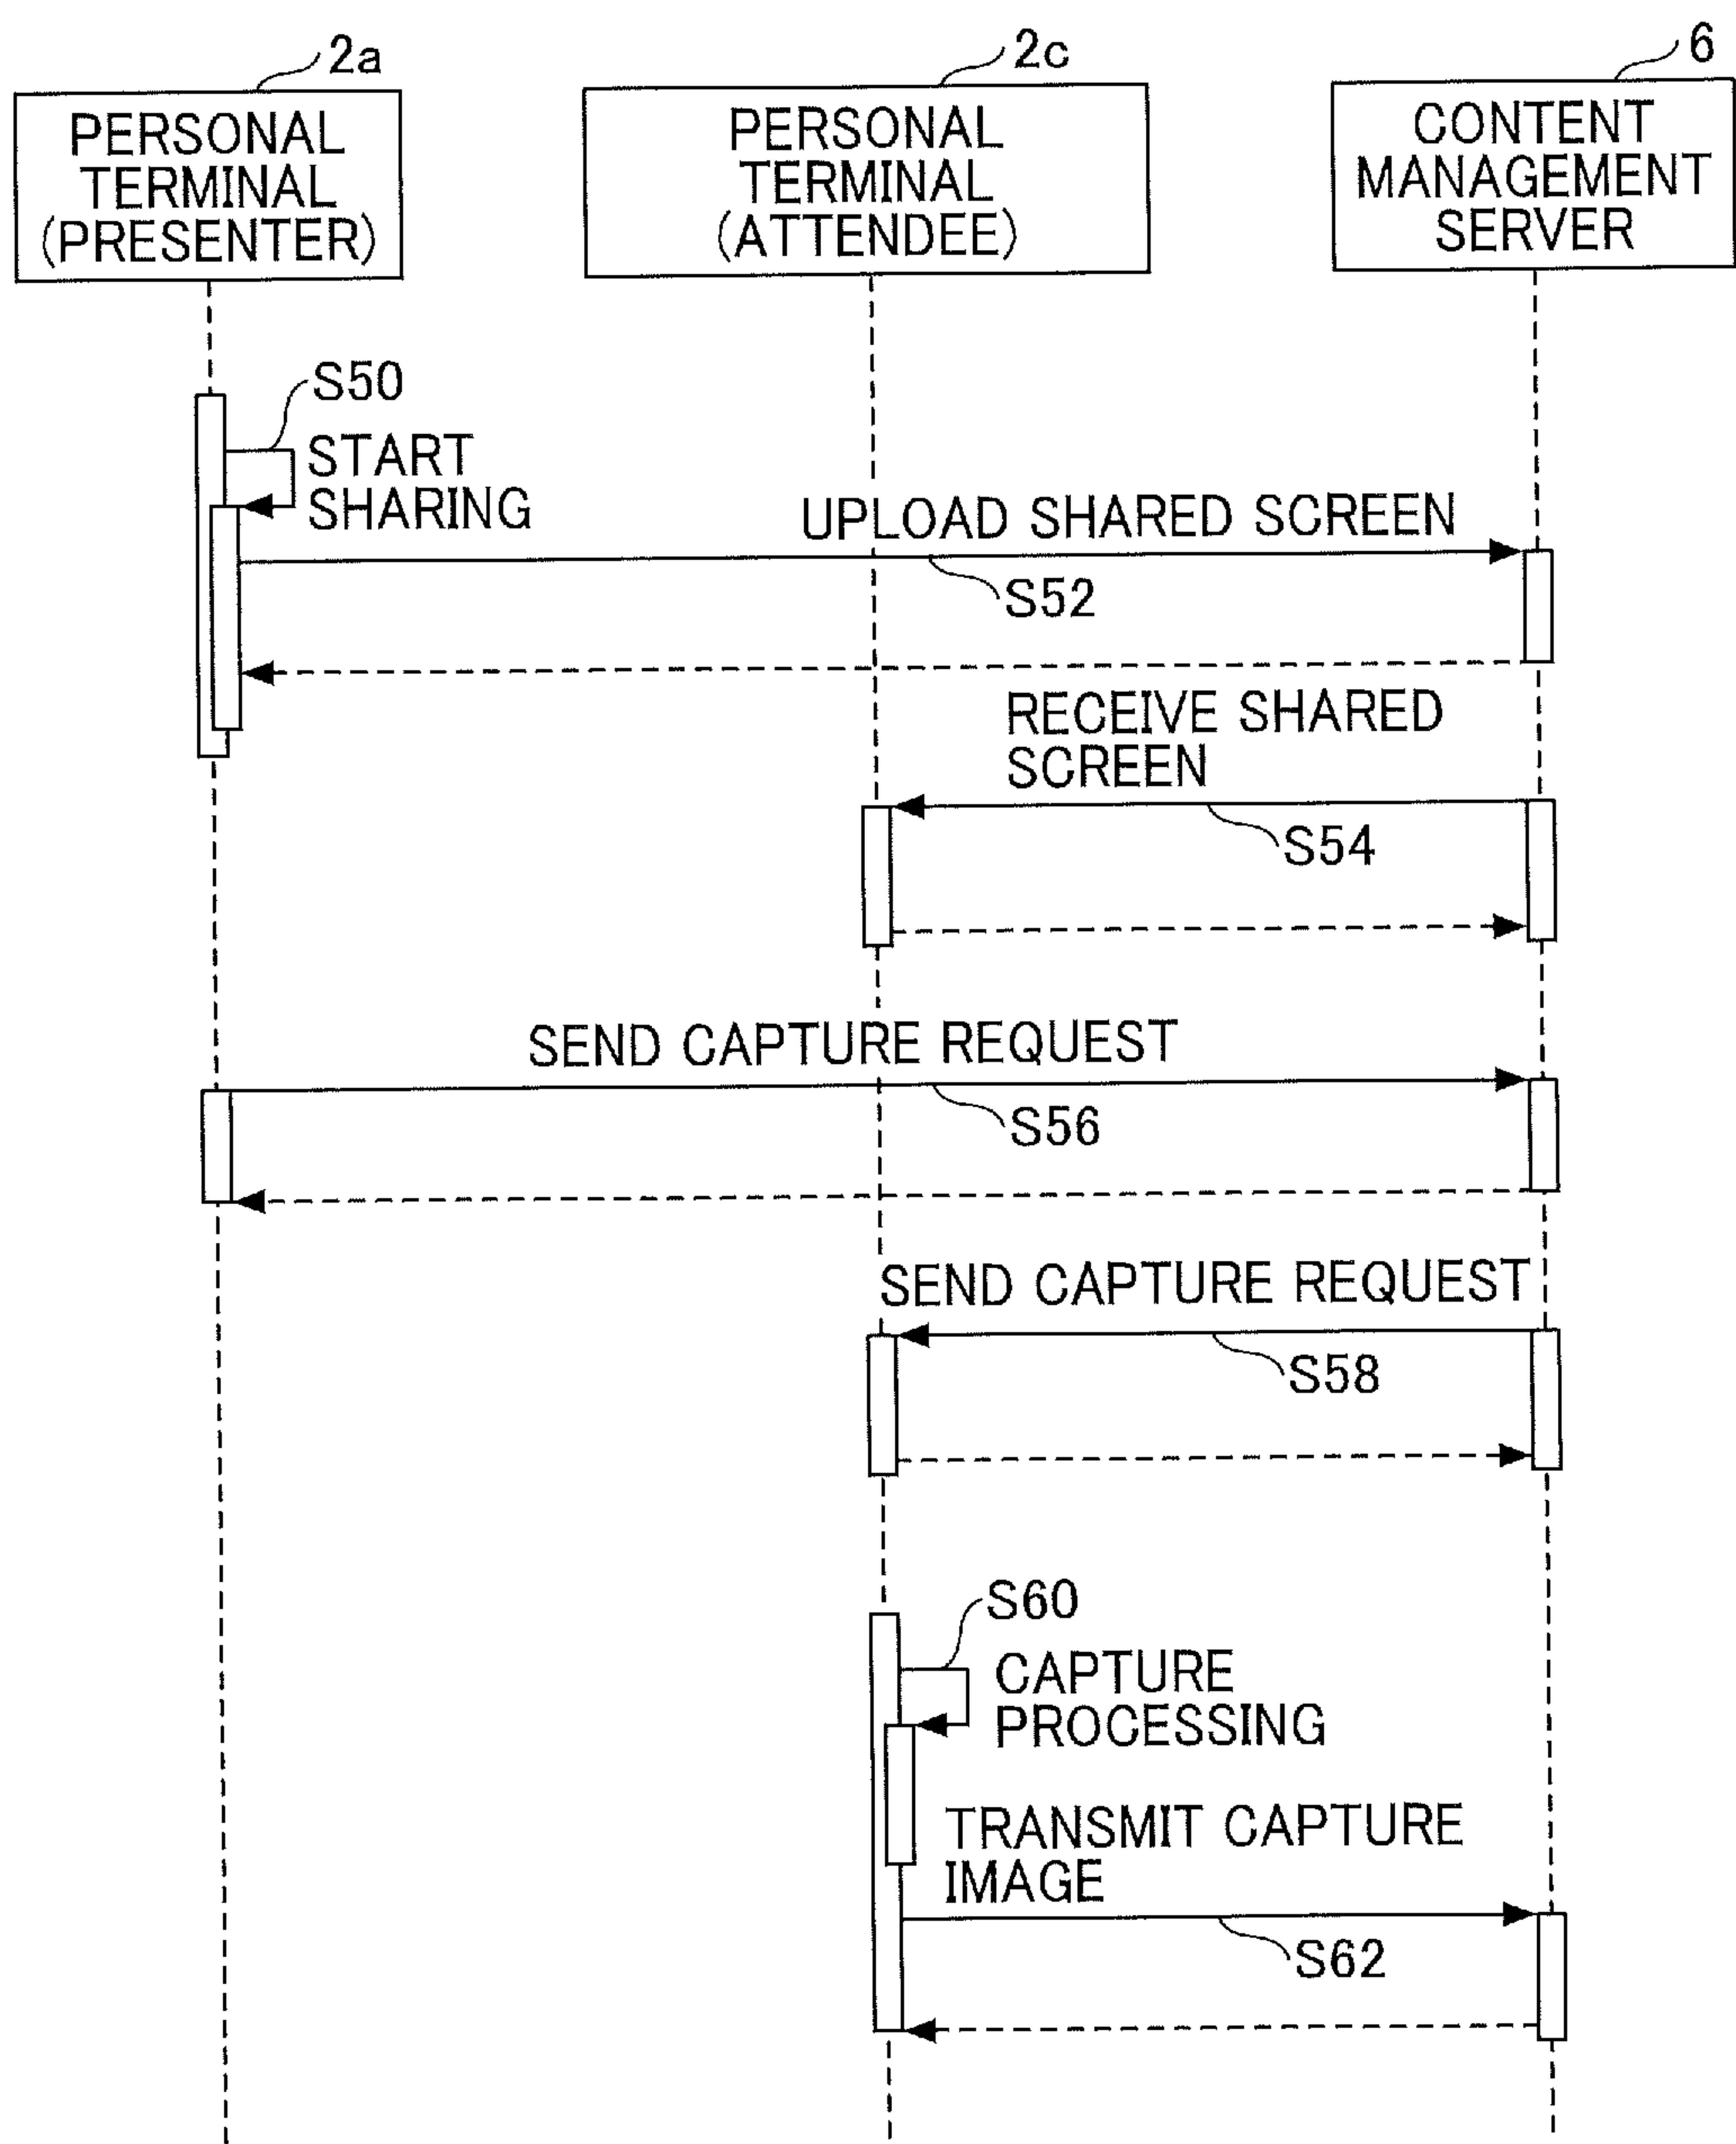 2a
PERSONAL
TERMINAL
(PRESENTER)
2c
PERSONAL
TERMINAL
(ATTENDEE)
6
CONTENT
MANAGEMENT
SERVER
S50
START
SHARING
UPLOAD SHARED SCREEN
S52
RECEIVE SHARED
SCREEN
S54
SEND CAPTURE REQUEST
S56
SEND CAPTURE REQUEST
S58
S60
CAPTURE
PROCESSING
TRANSMIT CAPTURE
IMAGE
S62